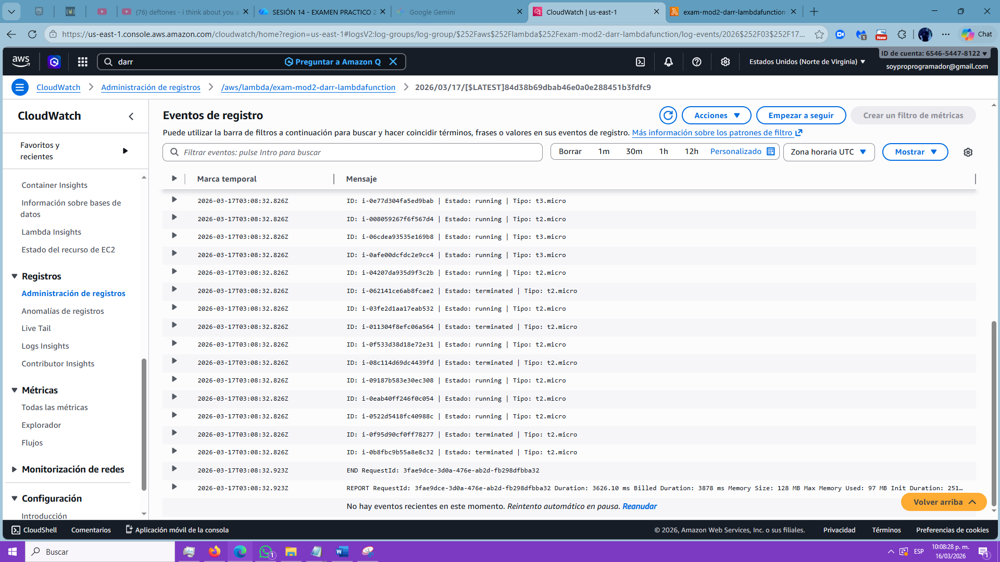 (76) deftones - i think about you a
SESIÓN 14 - EXAMEN PRACTICO 2
Google Gemini
CloudWatch | us-east-1
exam-mod2-darr-lambdafunction
https://us-east-1.console.aws.amazon.com/cloudwatch/home?region=us-east-1#logsV2:log-groups/log-group/$252Faws$252Flambda$252Fexam-mod2-darr-lambdafunction/log-events/2026$252F03$252F17...
1
New
Chat
aws
darr
Preguntar a Amazon Q
Estados Unidos (Norte de Virginia)
ID de cuenta: 6546-5447-8122
soyproprogramador@gmail.com
CloudWatch
Administración de registros
/aws/lambda/exam-mod2-darr-lambdafunction
2026/03/17/[$LATEST]84d38b69dbab46e0a0e288451b3fdfc9
CloudWatch
Favoritos y
recientes
Container Insights
Información sobre bases de
datos
Lambda Insights
Estado del recurso de EC2
Registros
Administración de registros
Anomalías de registros
Live Tail
Logs Insights
Contributor Insights
Métricas
Todas las métricas
Explorador
Flujos
Monitorización de redes
Configuración
Introducción
Eventos de registro
Acciones
Empezar a seguir
Crear un filtro de métricas
Puede utilizar la barra de filtros a continuación para buscar y hacer coincidir términos, frases o valores en sus eventos de registro. Más información sobre los patrones de filtro
Filtrar eventos: pulse Intro para buscar
Borrar 1m 30m 1h 12h Personalizado
Zona horaria UTC
Mostrar
Marca temporal Mensaje
2026-03-17T03:08:32.826Z ID: i-0e77d304fa5ed9bab | Estado: running | Tipo: t3.micro
2026-03-17T03:08:32.826Z ID: i-008059267f6f567d4 | Estado: running | Tipo: t2.micro
2026-03-17T03:08:32.826Z ID: i-06cdea93535e169b8 | Estado: running | Tipo: t3.micro
2026-03-17T03:08:32.826Z ID: i-0afe00dcfdc2e9cc4 | Estado: running | Tipo: t3.micro
2026-03-17T03:08:32.826Z ID: i-04207da935d9f3c2b | Estado: running | Tipo: t2.micro
2026-03-17T03:08:32.826Z ID: i-062141ce6ab8fcae2 | Estado: terminated | Tipo: t2.micro
2026-03-17T03:08:32.826Z ID: i-03fe2d1aa17eab532 | Estado: running | Tipo: t2.micro
2026-03-17T03:08:32.826Z ID: i-011304f8efc06a564 | Estado: terminated | Tipo: t2.micro
2026-03-17T03:08:32.826Z ID: i-0f533d38d18e72e31 | Estado: running | Tipo: t2.micro
2026-03-17T03:08:32.826Z ID: i-08c114d69dc4439fd | Estado: terminated | Tipo: t2.micro
2026-03-17T03:08:32.826Z ID: i-09187b583e30ec308 | Estado: running | Tipo: t2.micro
2026-03-17T03:08:32.826Z ID: i-0eab40ff246f0c054 | Estado: running | Tipo: t2.micro
2026-03-17T03:08:32.826Z ID: i-0522d5418fc40988c | Estado: running | Tipo: t2.micro
2026-03-17T03:08:32.826Z ID: i-0f95d90cf0ff78277 | Estado: terminated | Tipo: t2.micro
2026-03-17T03:08:32.826Z ID: i-0b8fbc9b55a8e8c32 | Estado: terminated | Tipo: t2.micro
2026-03-17T03:08:32.923Z END RequestId: 3fae9dce-3d0a-476e-ab2d-fb298dfbba32
2026-03-17T03:08:32.923Z REPORT RequestId: 3fae9dce-3d0a-476e-ab2d-fb298dfbba32 Duration: 3626.10 ms Billed Duration: 3878 ms Memory Size: 128 MB Max Memory Used: 97 MB Init Duration: 251…
No hay eventos recientes en este momento. Reintento automático en pausa. Reanudar
Volver arriba
CloudShell
Comentarios
Aplicación móvil de la consola
© 2026, Amazon Web Services, Inc. o sus filiales.
Privacidad
Términos
Preferencias de cookies
Buscar
1
ESP
10:08:28 p. m.
16/03/2026
1